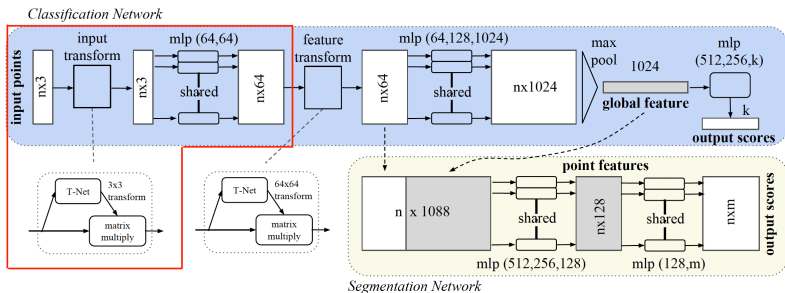 Classification Network
input points
nx3
input
transform
nx3
mlp (64,64)
shared
nx64
feature
transform
nx64
mlp (64,128,1024)
shared
nx1024
max
pool
1024
global feature
mlp
(512,256,k)
k
output scores
T-Net
3x3
transform
matrix
multiply
T-Net
64x64
transform
matrix
multiply
point features
n x 1088
shared
mlp (512,256,128)
nx128
shared
mlp (128,m)
nxm
output scores
Segmentation Network